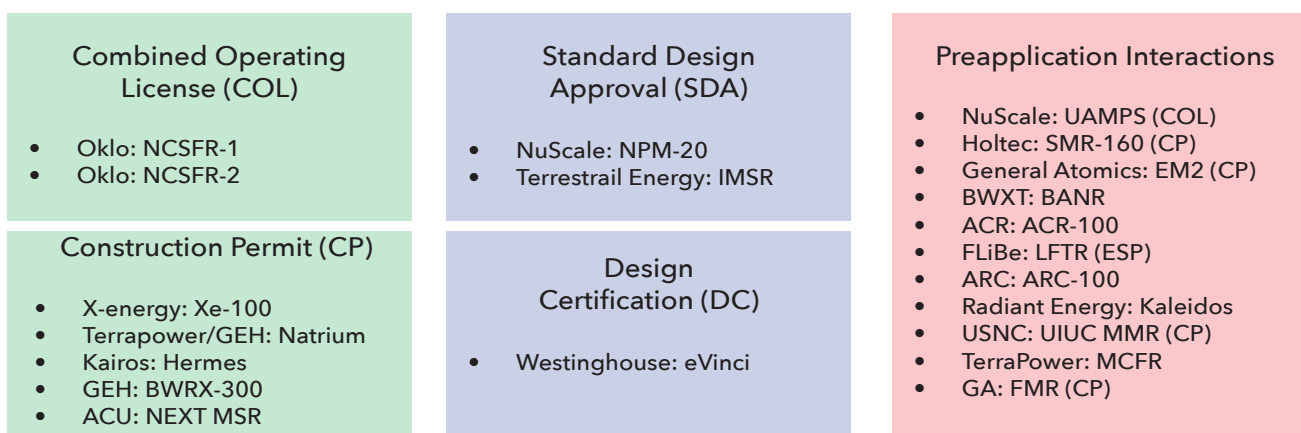 Combined Operating
License (COL)
• Oklo: NCSFR-1
• Oklo: NCSFR-2
Construction Permit (CP)
• X-energy: Xe-100
• Terrapower/GEH: Natrium
• Kairos: Hermes
• GEH: BWRX-300
• ACU: NEXT MSR
Standard Design
Approval (SDA)
• NuScale: NPM-20
• Terrestrail Energy: IMSR
Design
Certification (DC)
• Westinghouse: eVinci
Preapplication Interactions
• NuScale: UAMPS (COL)
• Holtec: SMR-160 (CP)
• General Atomics: EM2 (CP)
• BWXT: BANR
• ACR: ACR-100
• FLiBe: LFTR (ESP)
• ARC: ARC-100
• Radiant Energy: Kaleidos
• USNC: UIUC MMR (CP)
• TerraPower: MCFR
• GA: FMR (CP)